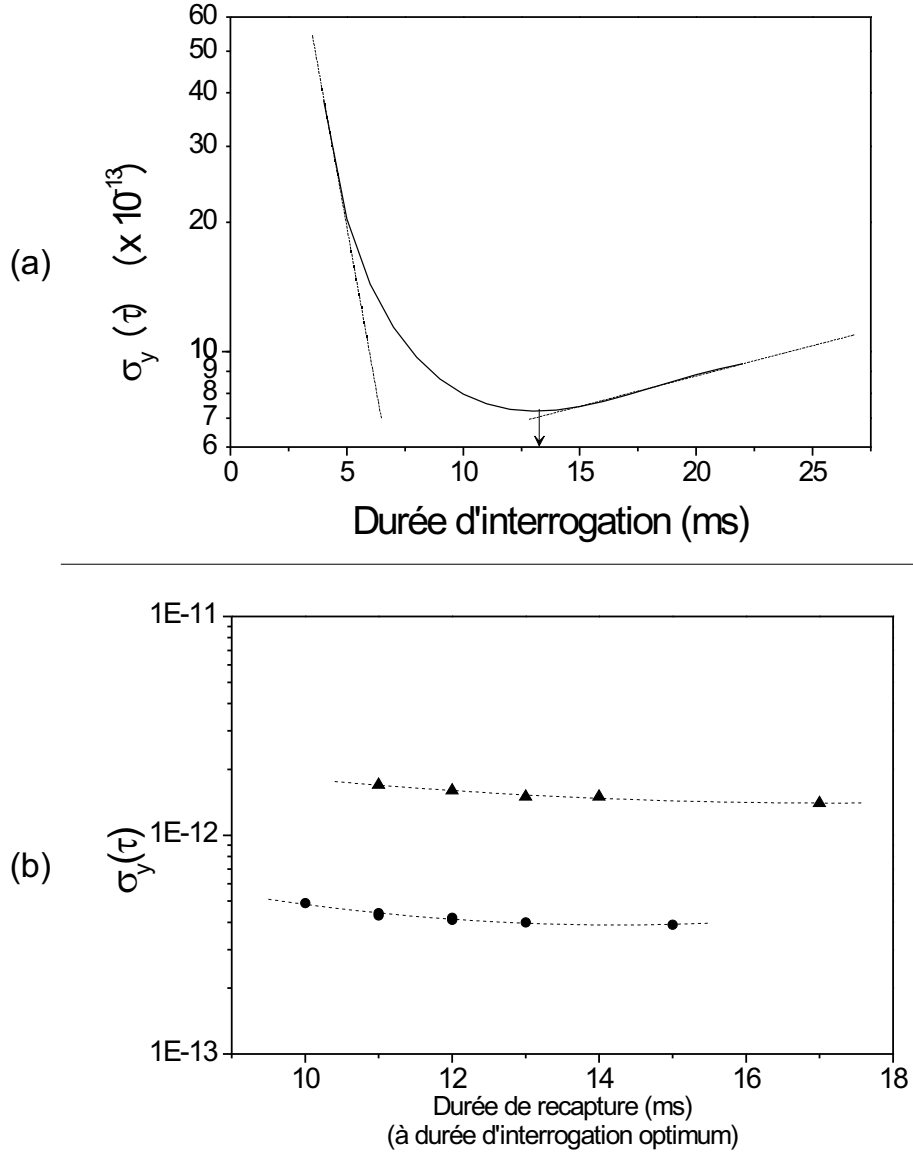 (a)
σy (τ) (x 10-13)
60
50
40
30
20
10
9
8
7
6
0 5 10 15 20 25
Durée d'interrogation (ms)
(b)
σy(τ)
1E-11
1E-12
1E-13
10 12 14 16 18
Durée de recapture (ms)
(à durée d'interrogation optimum)